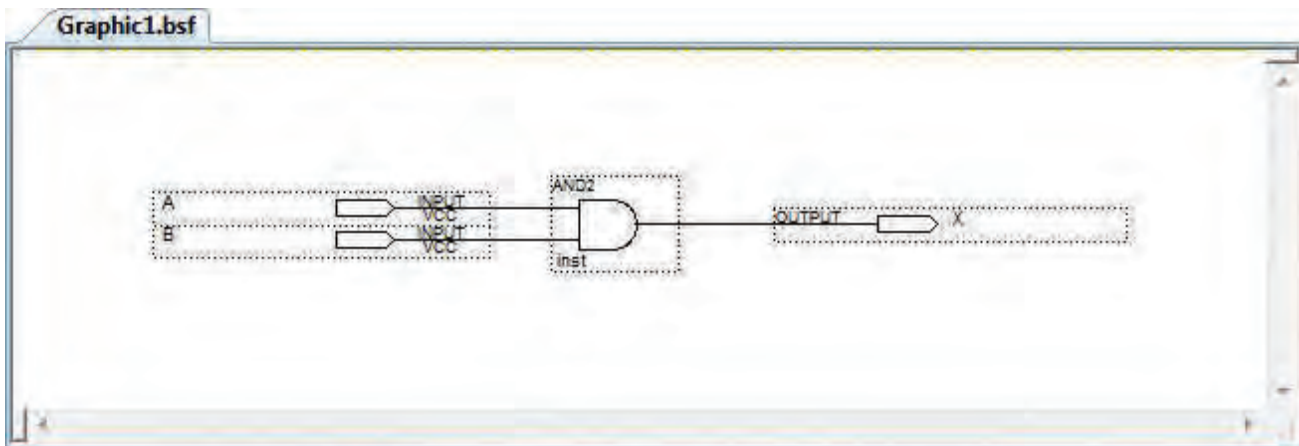 Graphic1.bsf
AND2
A INPUT
VCC
OUTPUT X
B INPUT
VCC
inst